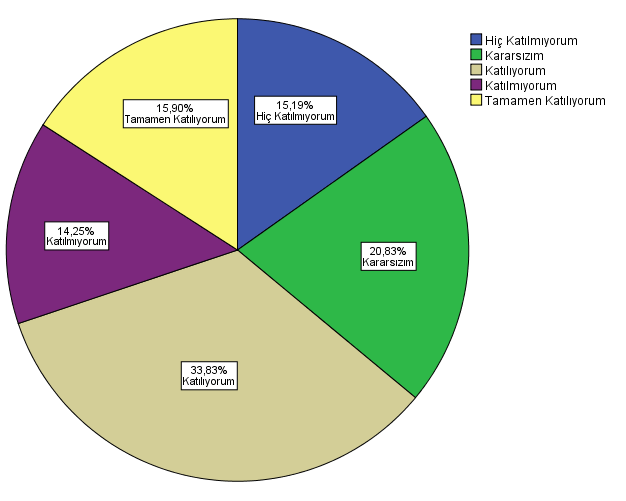 Hiç Katılmıyorum
Kararsızım
Katılıyorum
Katılmıyorum
Tamamen Katılıyorum
15,90%
Tamamen Katılıyorum
15,19%
Hiç Katılmıyorum
14,25%
Katılmıyorum
20,83%
Kararsızım
33,83%
Katılıyorum